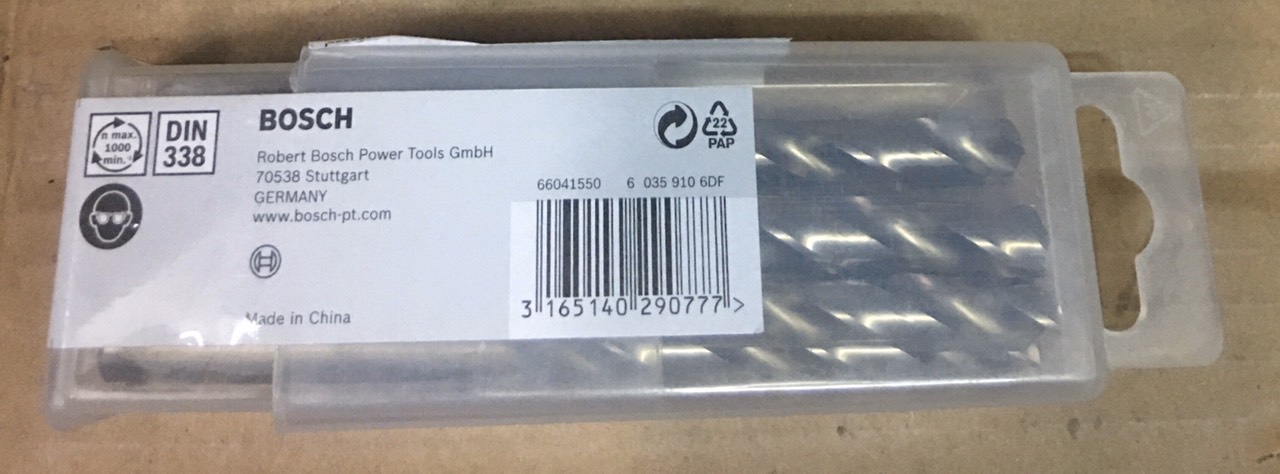 n max.
1000
min.⁻¹
DIN
338
BOSCH
Robert Bosch Power Tools GmbH
70538 Stuttgart
GERMANY
www.bosch-pt.com
Made in China
22
PAP
66041550 6 035 910 6DF
3 165140 290777 >